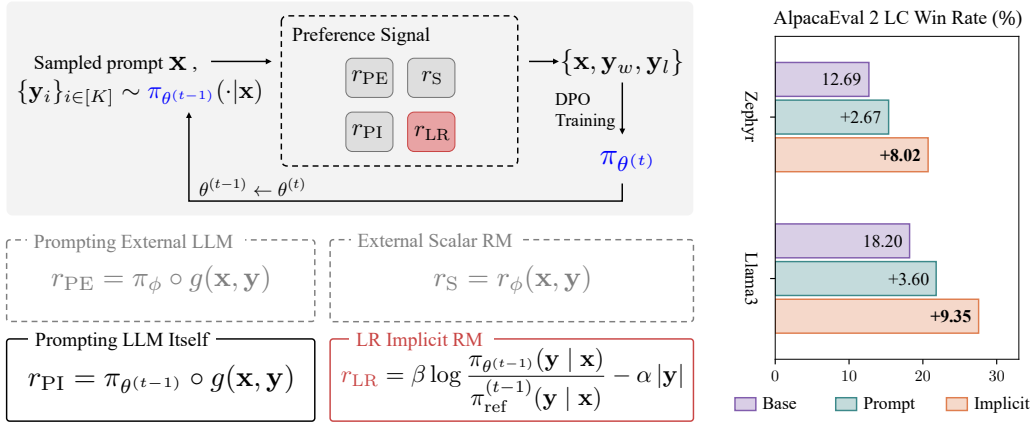 Sampled prompt x ,
{y_i}_{i∈[K]} ∼ π_{θ^{(t−1)}}(·|x)
Preference Signal
r_PE
r_S
r_PI
r_LR
{x, y_w, y_l}
DPO
Training
π_{θ^{(t)}}
θ^{(t−1)} ← θ^{(t)}
Prompting External LLM
r_PE = π_ϕ ∘ g(x, y)
External Scalar RM
r_S = r_ϕ(x, y)
Prompting LLM Itself
r_PI = π_{θ^{(t−1)}} ∘ g(x, y)
LR Implicit RM
r_LR = β log π_{θ^{(t−1)}}(y | x) / π_ref^{(t−1)}(y | x) − α |y|
AlpacaEval 2 LC Win Rate (%)
Zephyr
12.69
+2.67
+8.02
Llama3
18.20
+3.60
+9.35
0 10 20 30
Base Prompt Implicit